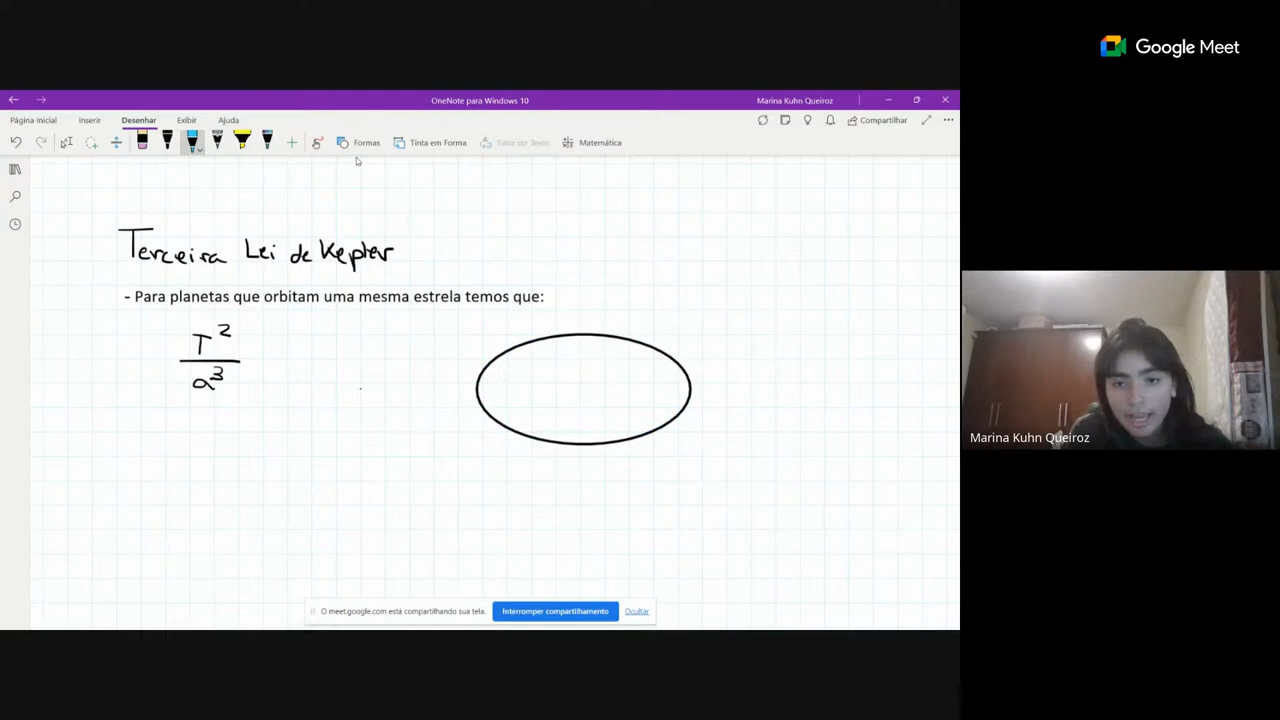 Google Meet
OneNote para Windows 10
Marina Kuhn Queiroz
Página Inicial
Inserir
Desenhar
Exibir
Ajuda
Compartilhar
Formas
Tinta em Forma
Tinta em Texto
Matemática
Terceira Lei de Kepler
- Para planetas que orbitam uma mesma estrela temos que:
T²
a³
Marina Kuhn Queiroz
O meet.google.com está compartilhando sua tela.
Interromper compartilhamento
Ocultar